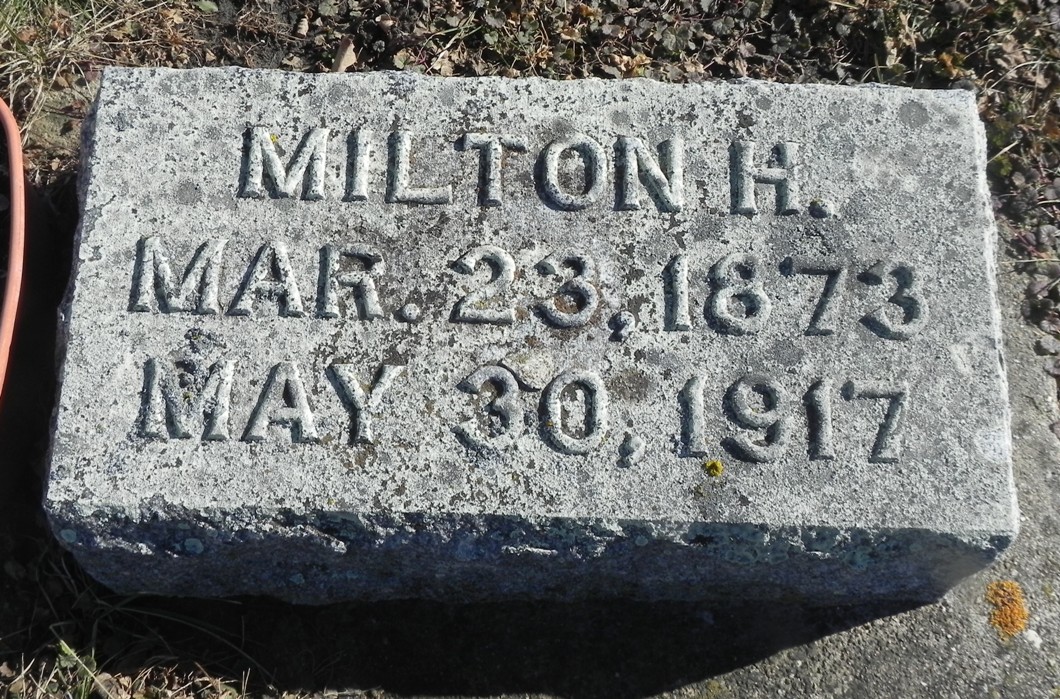 MILTON H.
MAR. 23, 1873
MAY 30, 1917